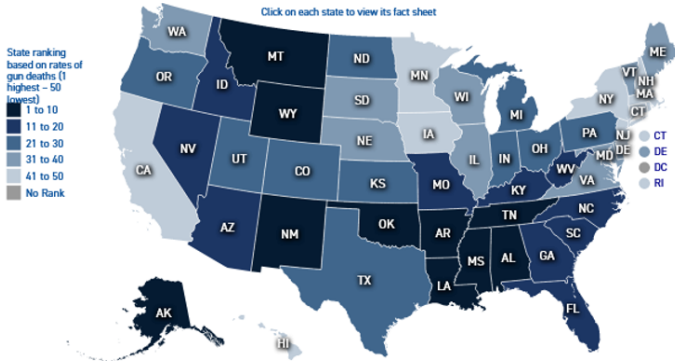 Click on each state to view its fact sheet
State ranking
based on rates of
gun deaths (1
highest – 50
lowest)
1 to 10
11 to 20
21 to 30
31 to 40
41 to 50
No Rank
WA
MT
ND
MN
ME
OR
ID
SD
WI
MI
VT
NH
MA
NY
CT
WY
NE
IA
PA
NJ
NV
UT
CO
KS
MO
IL
IN
OH
WV
MD
DE
VA
CA
KY
NC
AZ
NM
OK
AR
TN
SC
TX
LA
MS
AL
GA
FL
AK
HI
CT
DE
DC
RI